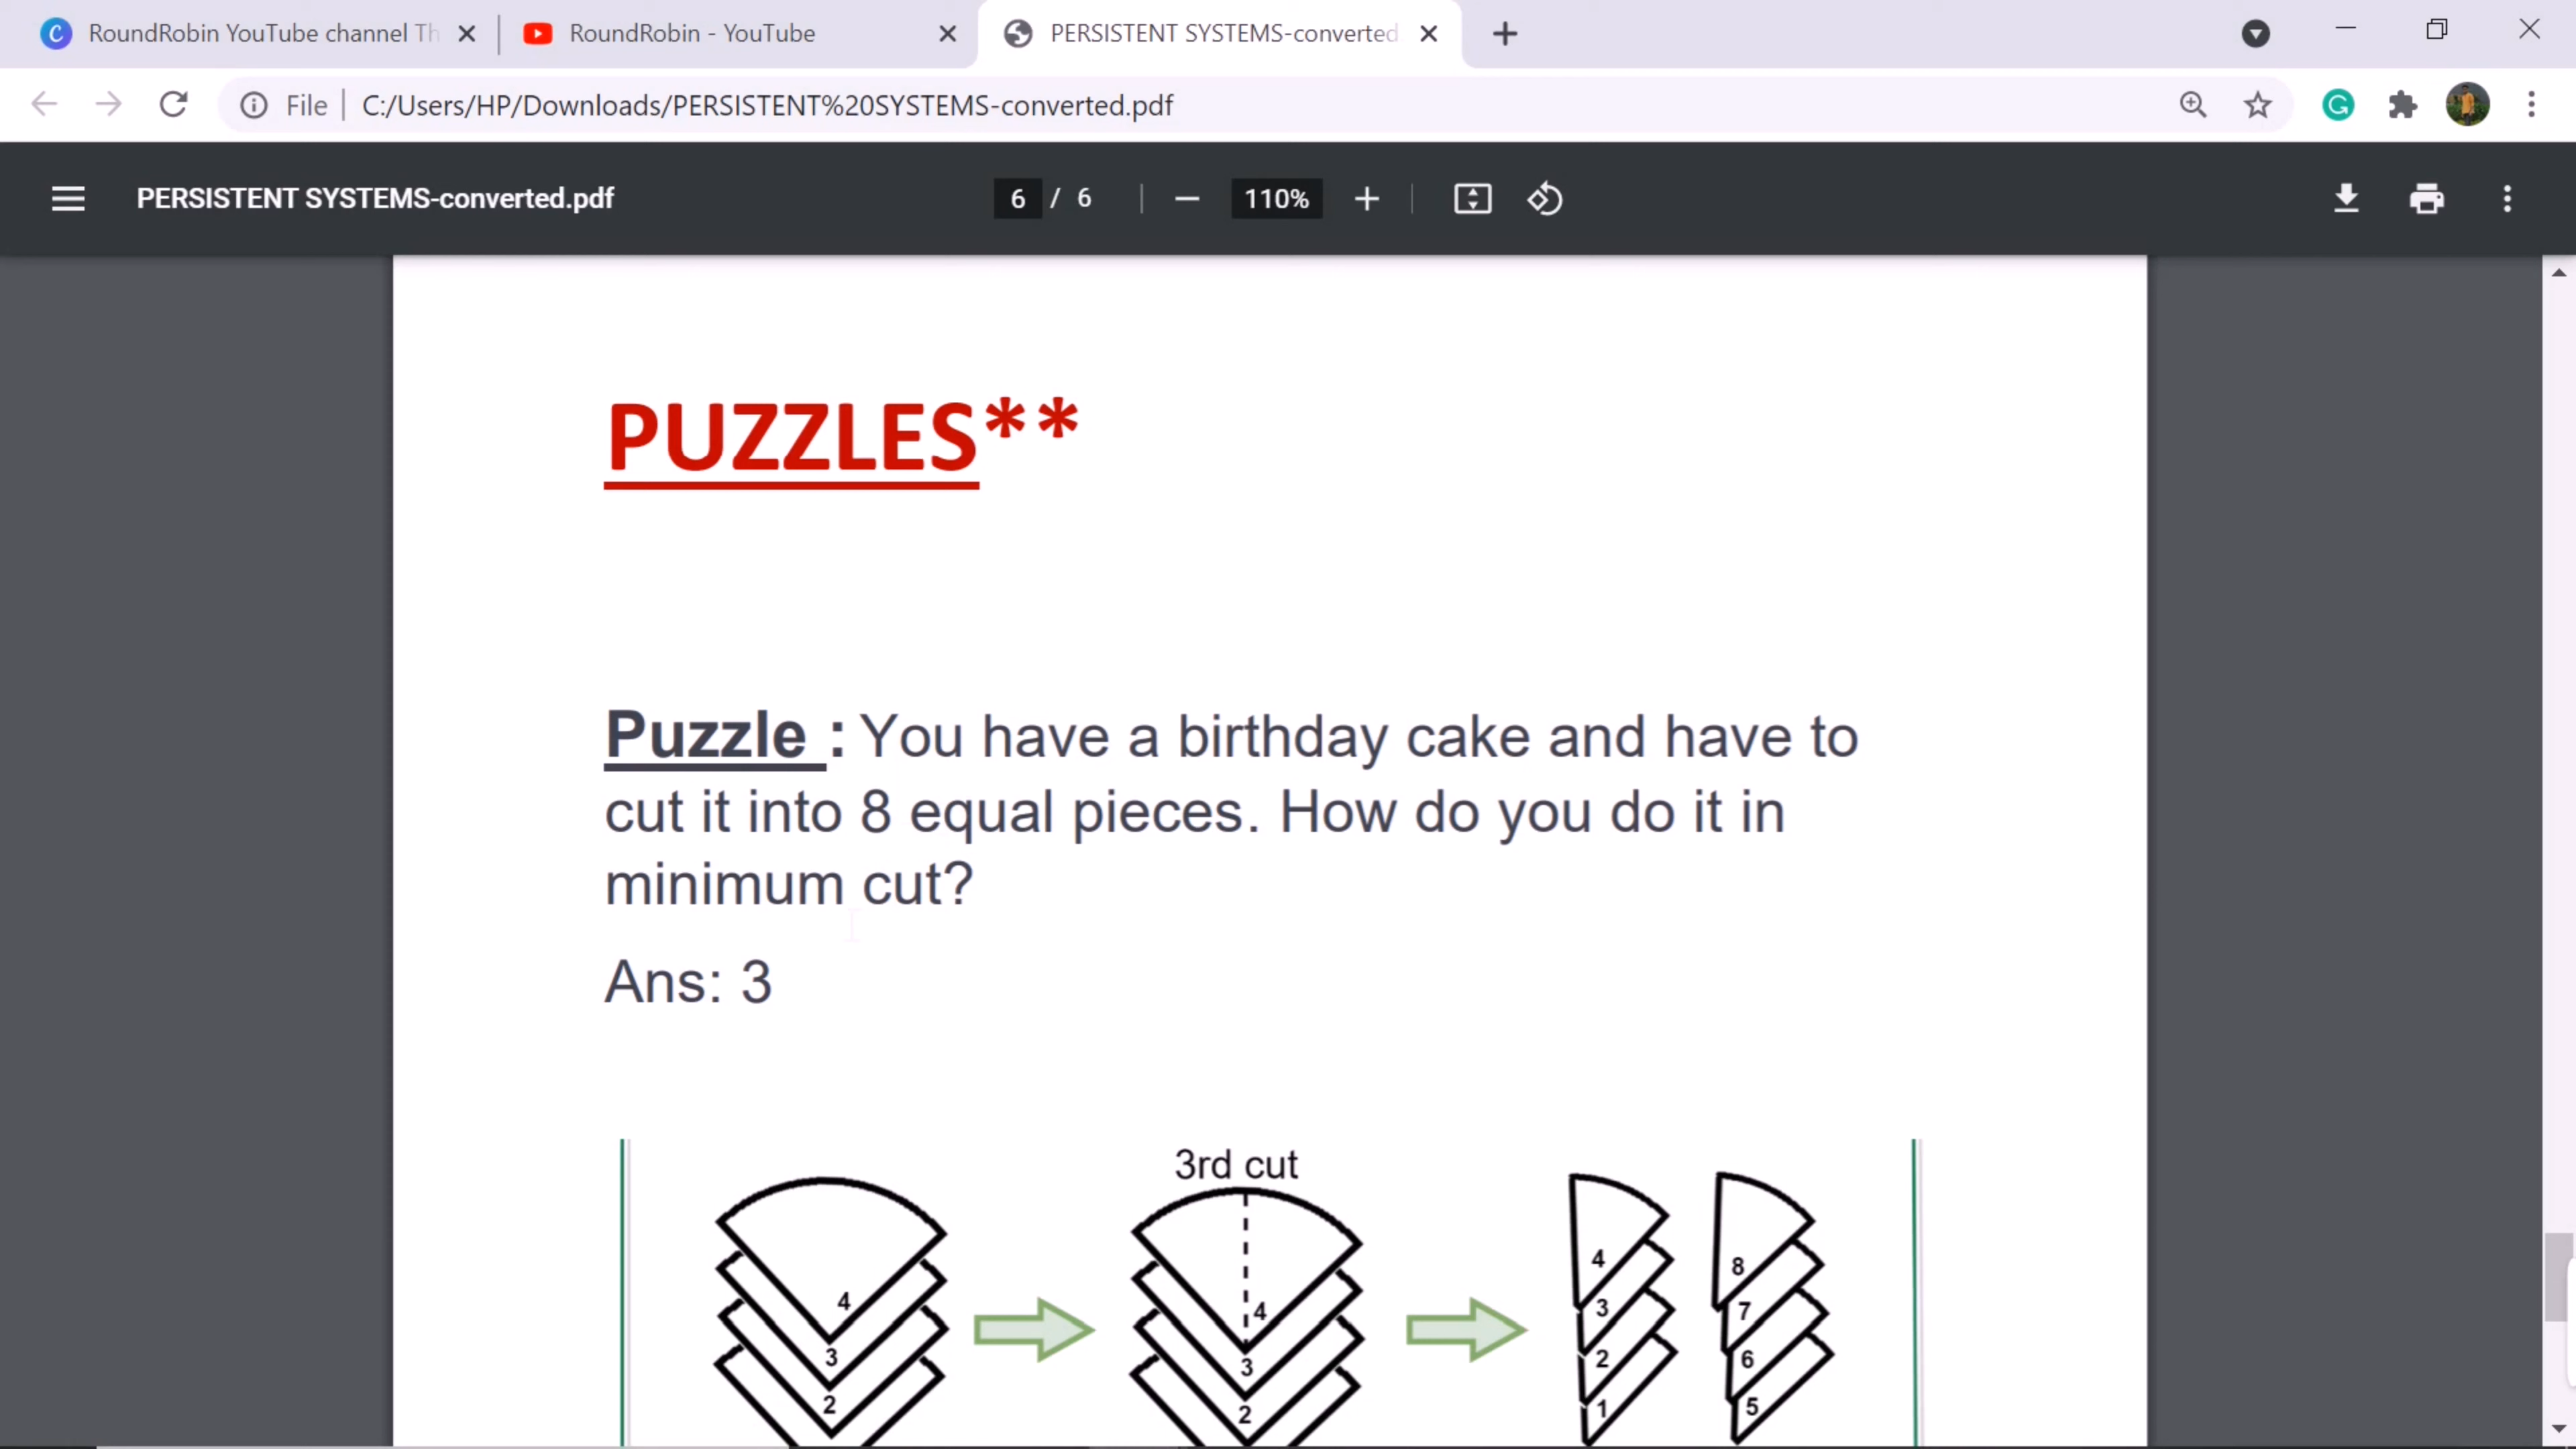 RoundRobin YouTube channel Th
RoundRobin - YouTube
PERSISTENT SYSTEMS-converted
File
C:/Users/HP/Downloads/PERSISTENT%20SYSTEMS-converted.pdf
PERSISTENT SYSTEMS-converted.pdf
6 / 6
110%
PUZZLES**
Puzzle : You have a birthday cake and have to
cut it into 8 equal pieces. How do you do it in
minimum cut?
Ans: 3
3rd cut
4
3
2
4
3
2
4
3
2
1
8
7
6
5